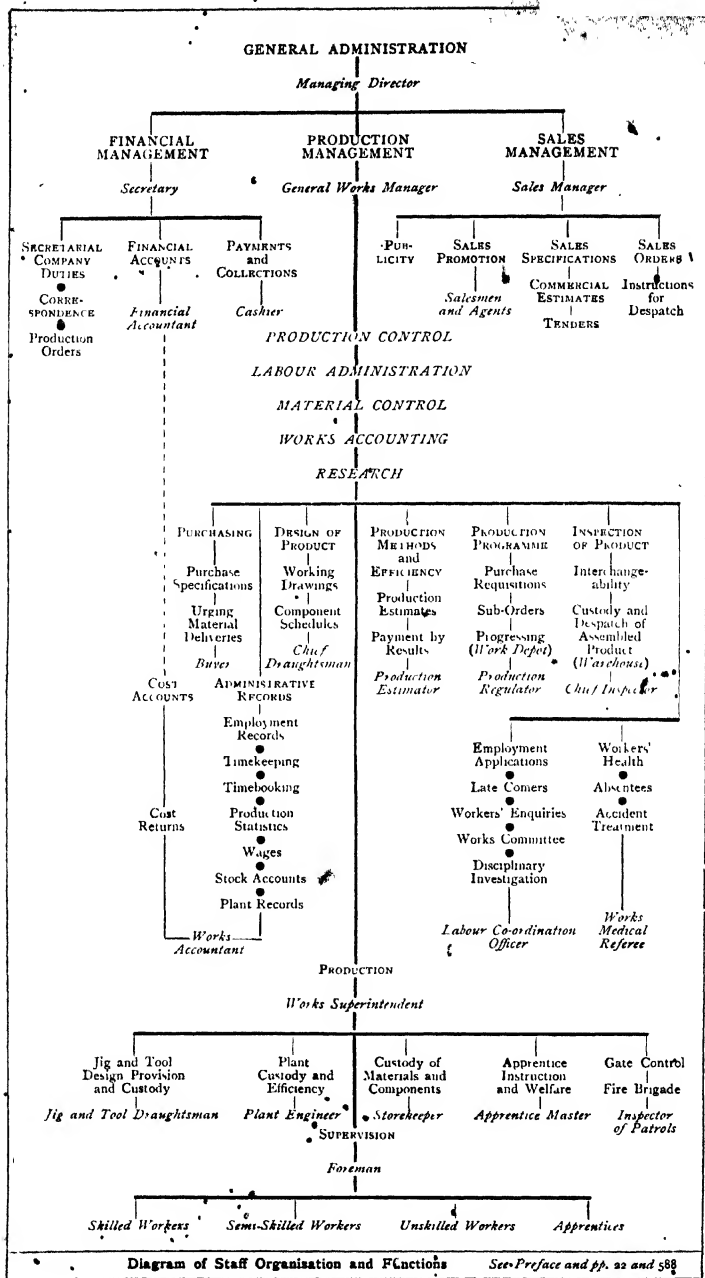 GENERAL ADMINISTRATION
Managing Director
FINANCIAL
MANAGEMENT
Secretary
PRODUCTION
MANAGEMENT
General Works Manager
SALES
MANAGEMENT
Sales Manager
SECRETARIAL
COMPANY
DUTIES
CORRE-
SPONDENCE
Production
Orders
FINANCIAL
ACCOUNTS
Financial
Accountant
PAYMENTS
and
COLLECTIONS
Cashier
PUB-
LICITY
SALES
PROMOTION
Salesmen
and Agents
SALES
SPECIFICATIONS
COMMERCIAL
ESTIMATES
TENDERS
SALES
ORDERS
Instructions
for
Despatch
PRODUCTION CONTROL
LABOUR ADMINISTRATION
MATERIAL CONTROL
WORKS ACCOUNTING
RESEARCH
PURCHASING
Purchase
Specifications
Urging
Material
Deliveries
Buyer
DESIGN OF
PRODUCT
Working
Drawings
Component
Schedules
Chief
Draughtsman
PRODUCTION
METHODS
and
EFFICIENCY
Production
Estimates
Payment by
Results
Production
Estimator
PRODUCTION
PROGRAMME
Purchase
Requisitions
Sub-Orders
Progressing
(Work Depot)
Production
Regulator
INSPECTION
OF PRODUCT
Interchange-
ability
Custody and
Despatch of
Assembled
Product
(Warehouse)
Chief Inspector
COST
ACCOUNTS
Cost
Returns
ADMINISTRATIVE
RECORDS
Employment
Records
Timekeeping
Timebooking
Production
Statistics
Wages
Stock Accounts
Plant Records
Works
Accountant
Employment
Applications
Late Comers
Workers' Enquiries
Works Committee
Disciplinary
Investigation
Labour Co-ordination
Officer
Workers'
Health
Absentees
Accident
Treatment
Works
Medical
Referee
PRODUCTION
Works Superintendent
Jig and Tool
Design Provision
and Custody
Jig and Tool Draughtsman
Plant
Custody and
Efficiency
Plant Engineer
Custody of
Materials and
Components
Storekeeper
Apprentice
Instruction
and Welfare
Apprentice Master
Gate Control
Fire Brigade
Inspector
of Patrols
SUPERVISION
Foreman
Skilled Workers
Semi-Skilled Workers
Unskilled Workers
Apprentices
Diagram of Staff Organisation and Functions See Preface and pp. 22 and 588